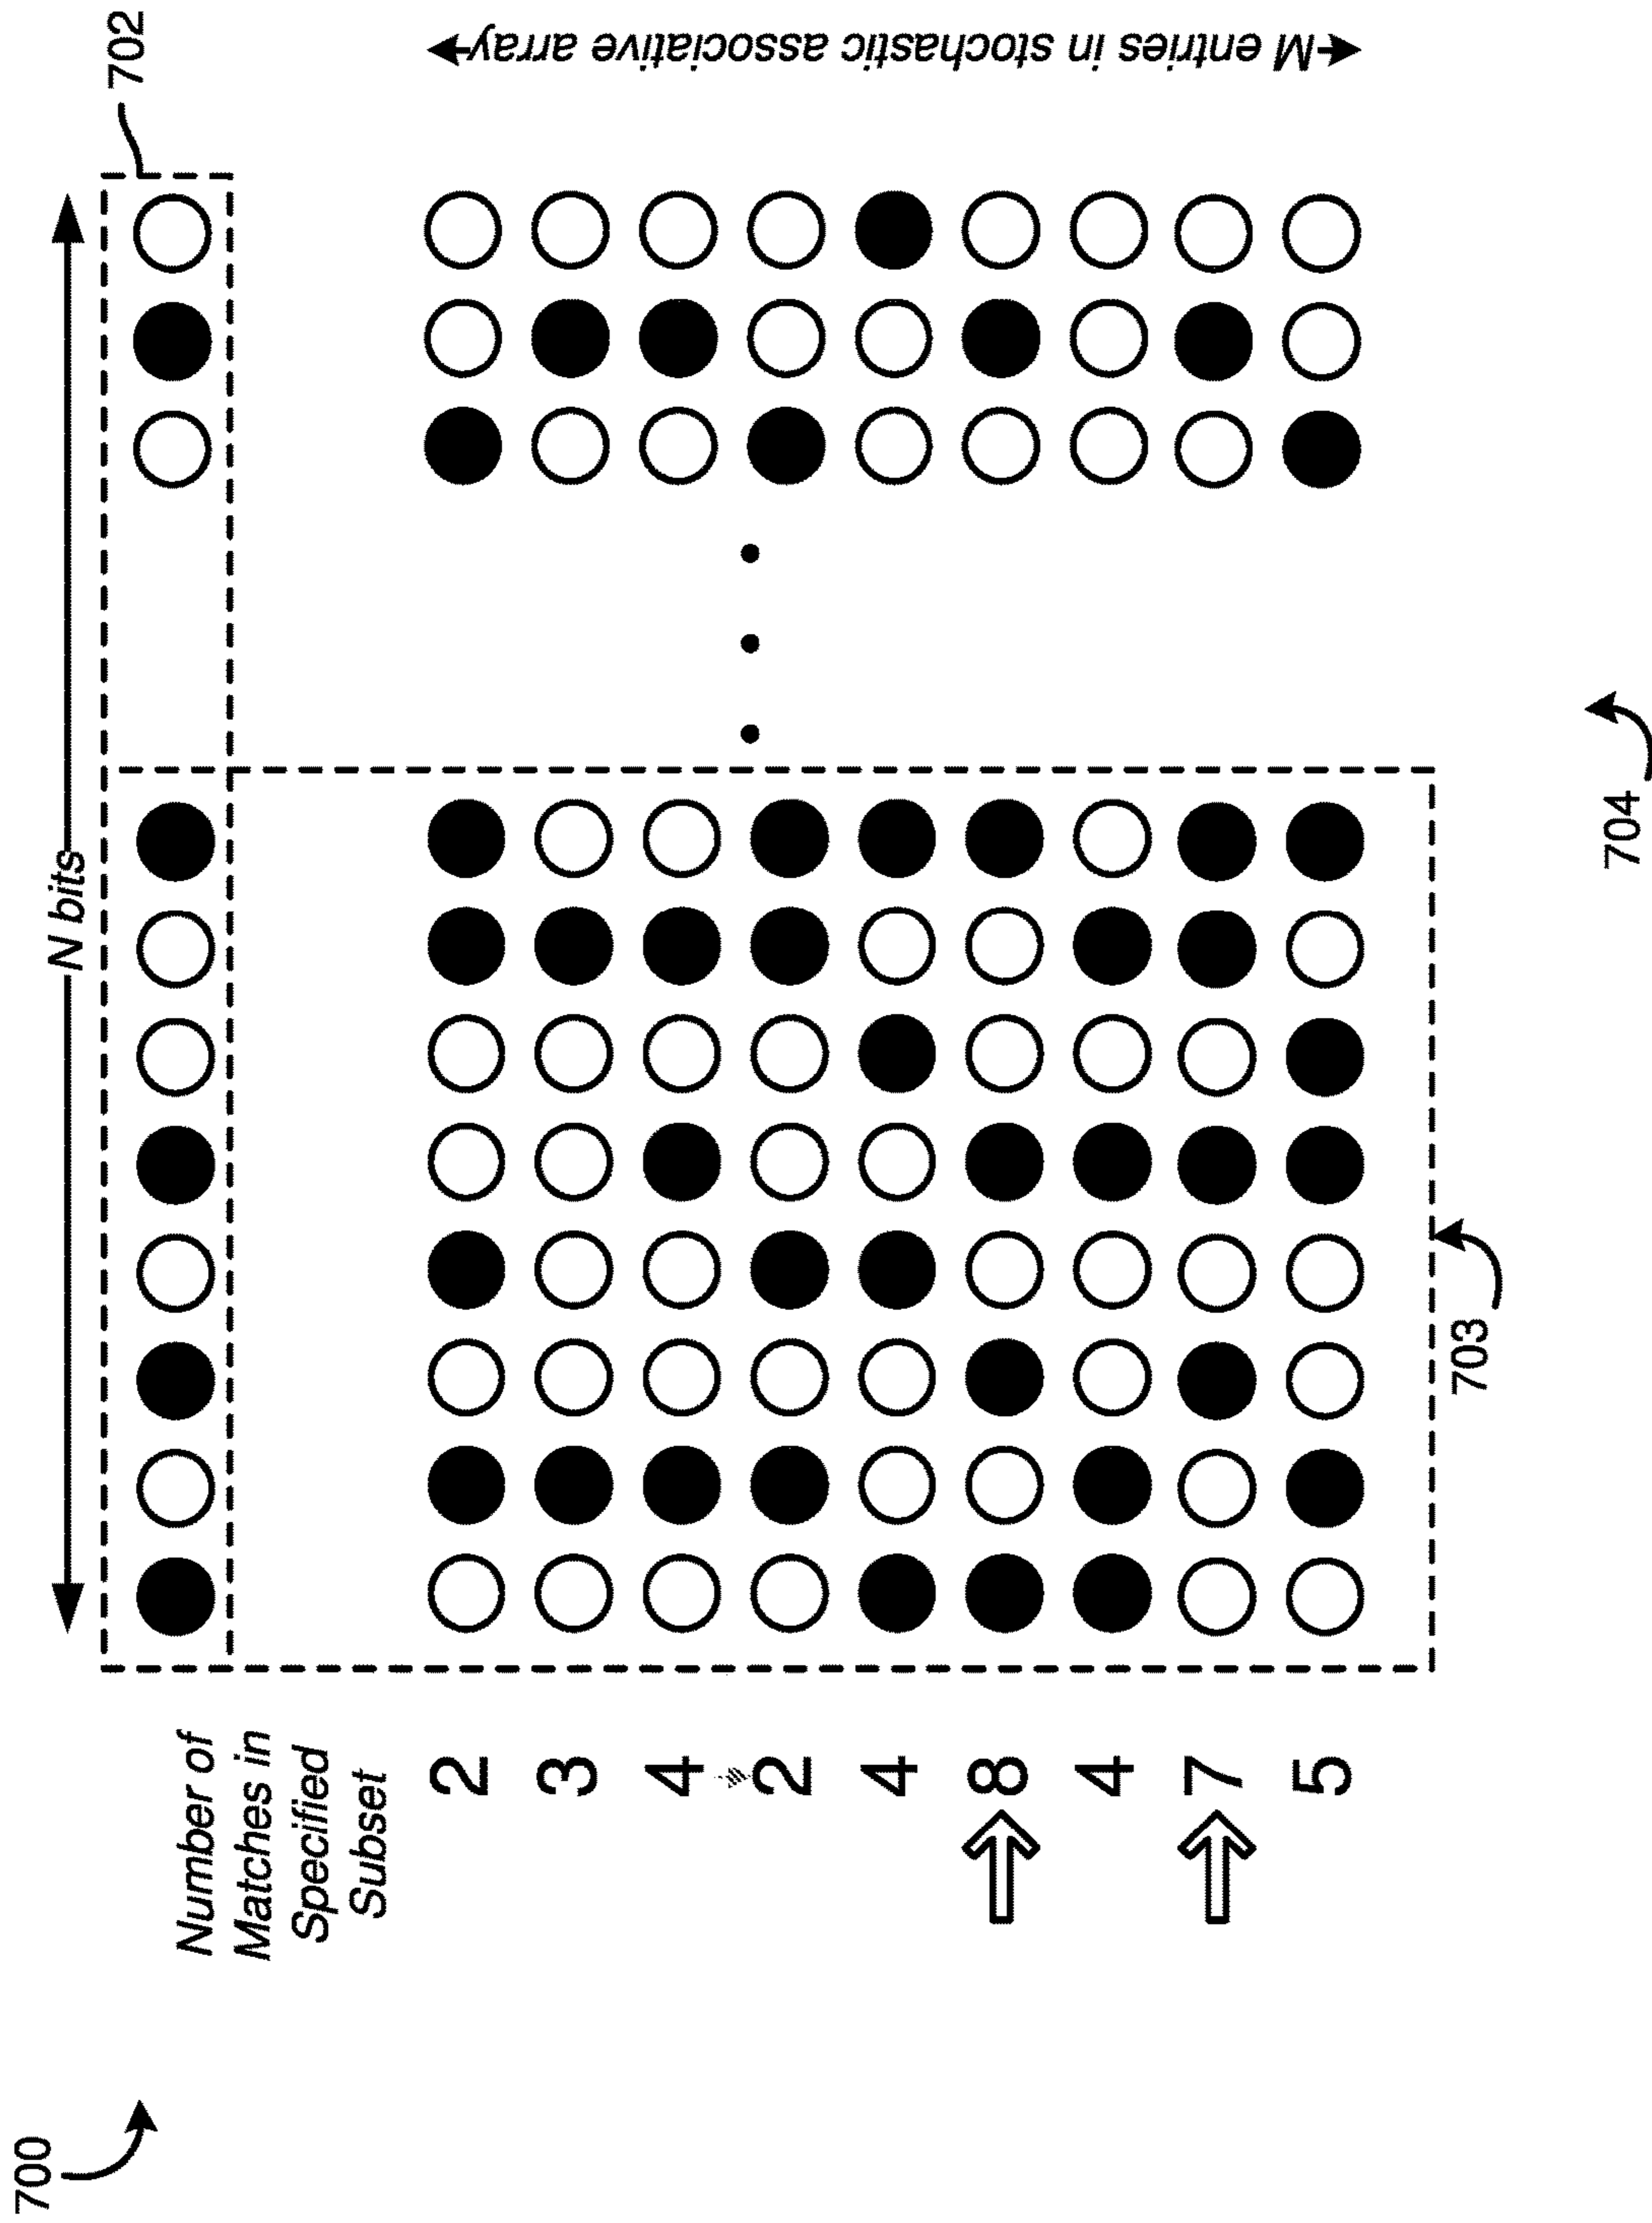 700
N bits
702
Number of
Matches in
Specified
Subset
2
3
4
2
4
8
4
7
5
M entries in stochastic associative array
703
704